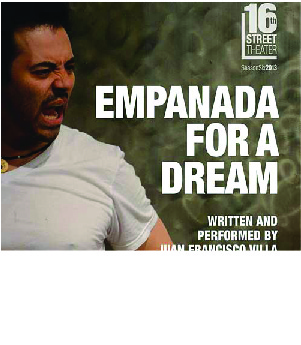 16th
STREET
THEATER
EMPANADA
FOR A
DREAM
WRITTEN AND
PERFORMED BY
JUAN FRANCISCO VILLA